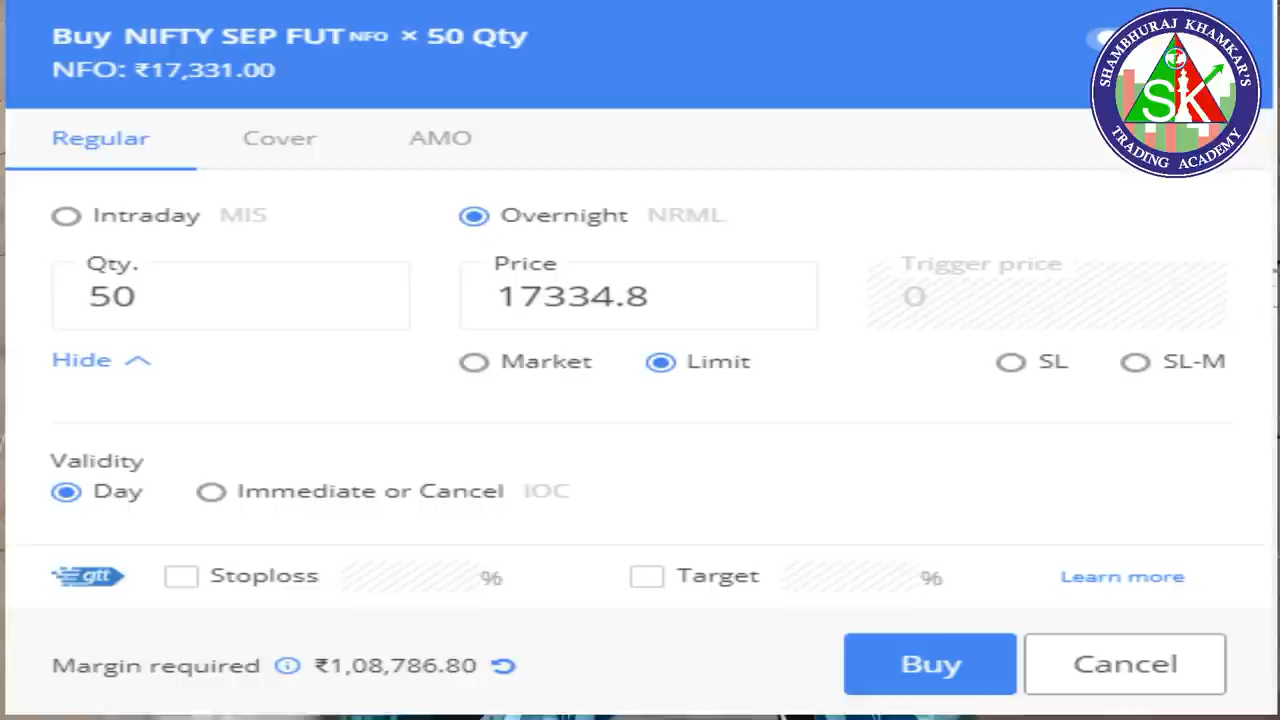 Buy NIFTY SEP FUT NFO × 50 Qty
NFO: ₹17,331.00
SHAMBHURAJ KHAMKAR'S
SK
TRADING ACADEMY
Regular Cover AMO
Intraday MIS Overnight NRML
Qty. Price Trigger price
50 17334.8 0
Hide Market Limit SL SL-M
Validity
Day Immediate or Cancel IOC
gtt Stoploss % Target % Learn more
Margin required ₹1,08,786.80 Buy Cancel